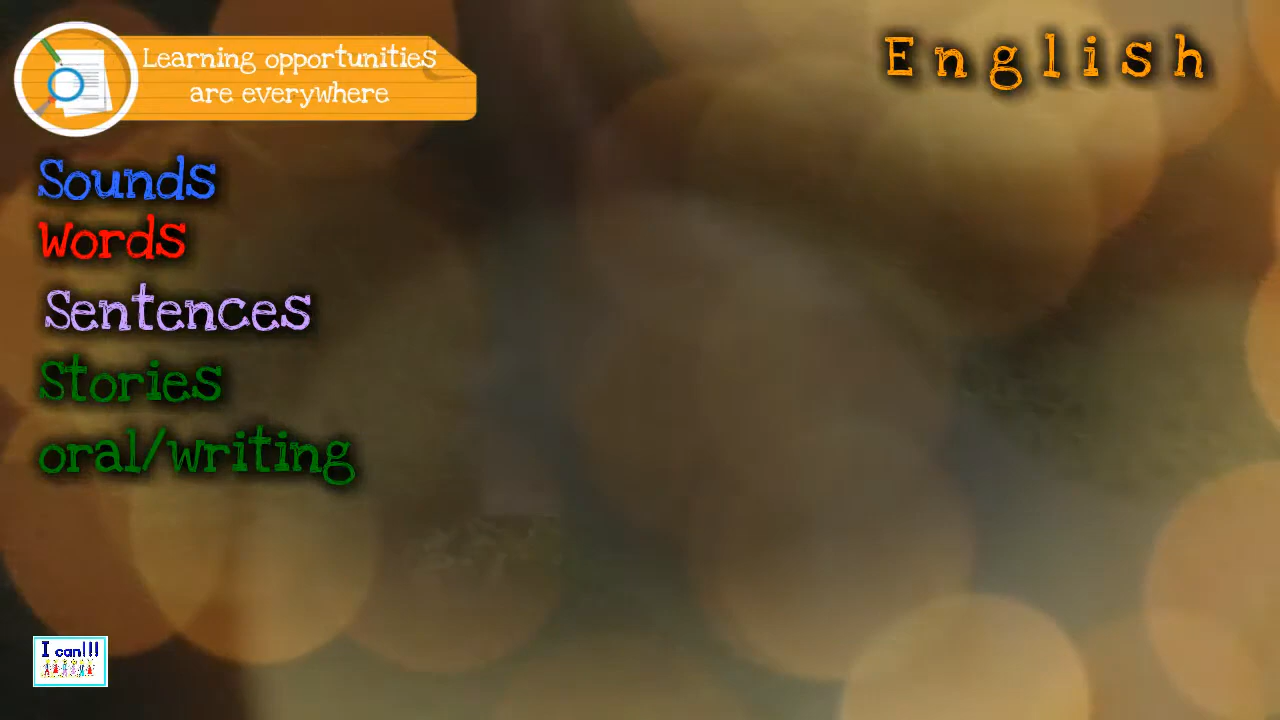 Learning opportunities
are everywhere
English
Sounds
Words
Sentences
Stories
oral/writing
I can!!!